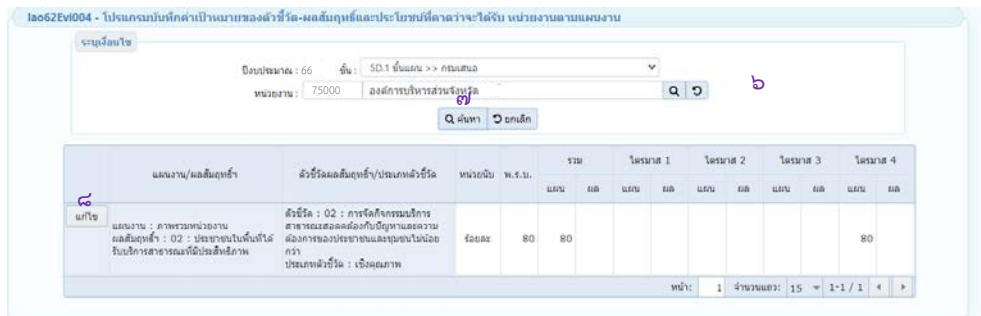 lao62Evl004 - โปรแกรมบันทึกค่าเป้าหมายของตัวชี้วัด-ผลสัมฤทธิ์และประโยชน์ที่คาดว่าจะได้รับ หน่วยงานตามแผนงาน
ระบุเงื่อนไข
ปีงบประมาณ : 66 ขั้น : 5D.1 ขั้นแผน >> กรมเสนอ
๖
หน่วยงาน : 75000 องค์การบริหารส่วนจังหวัด
๗
ค้นหา ยกเลิก
แผนงาน/ผลสัมฤทธิ์ฯ ตัวชี้วัดผลสัมฤทธิ์ฯ/ประเภทตัวชี้วัด หน่วยนับ พ.ร.บ. รวม ไตรมาส 1 ไตรมาส 2 ไตรมาส 3 ไตรมาส 4
แผน ผล แผน ผล แผน ผล แผน ผล แผน ผล
๘
แก้ไข
แผนงาน : ภาพรวมหน่วยงาน
ผลสัมฤทธิ์ฯ : 02 : ประชาชนในพื้นที่ได้
รับบริการสาธารณะที่มีประสิทธิภาพ
ตัวชี้วัด : 02 : การจัดกิจกรรมบริการ
สาธารณะสอดคล้องกับปัญหาและความ
ต้องการของประชาชนและชุมชนไม่น้อย
กว่า
ประเภทตัวชี้วัด : เชิงคุณภาพ
ร้อยละ 80 80 80
หน้า: 1 จำนวนแถว: 15 1-1 / 1